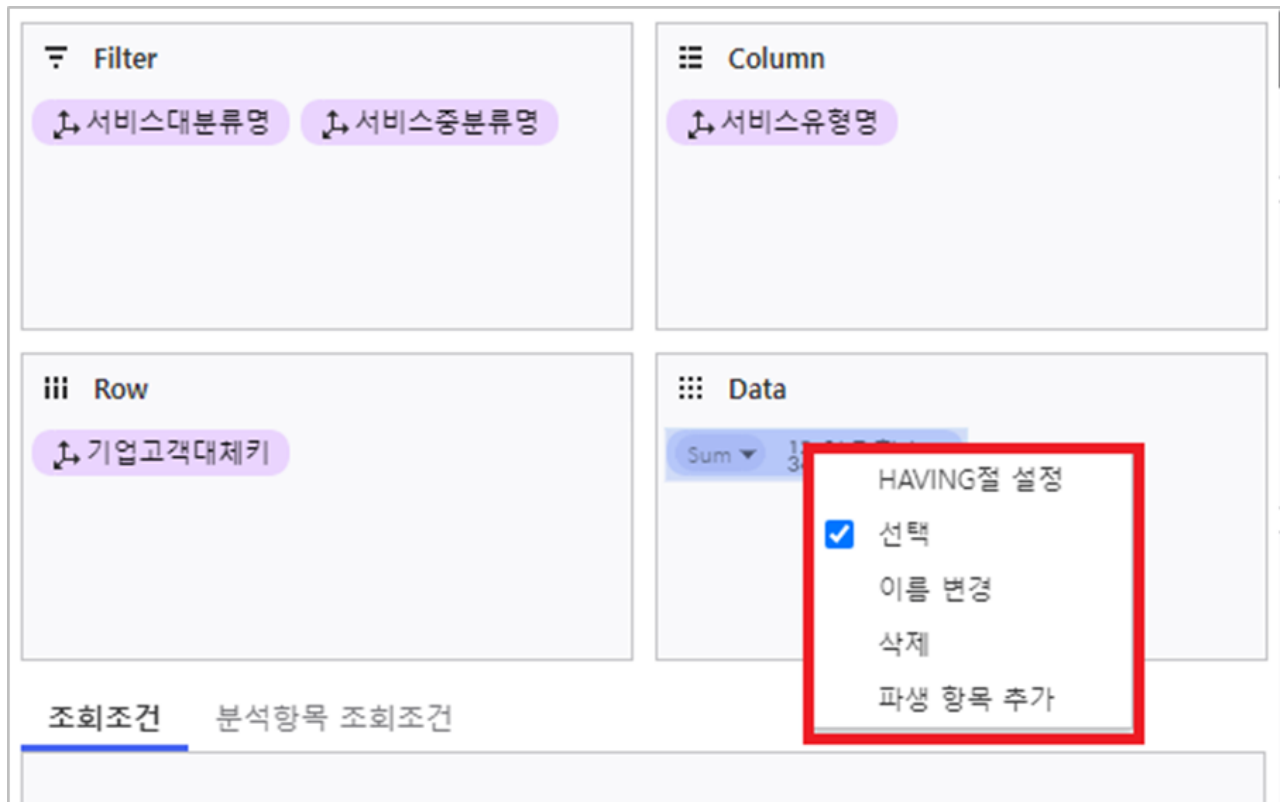 Filter
서비스대분류명 서비스중분류명
Column
서비스유형명
Row
기업고객대체키
Data
Sum
HAVING절 설정
선택
이름 변경
삭제
파생 항목 추가
조회조건 분석항목 조회조건